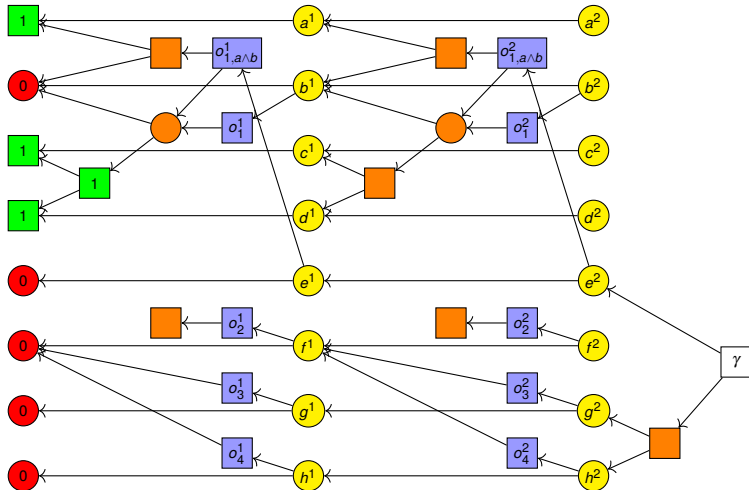 1 a¹ a²
o¹₁,a∧b o²₁,a∧b
0 b¹ b²
o¹₁ o²₁
1 c¹ c²
1
1 d¹ d²
0 e¹ e²
o¹₂ o²₂
0 f¹ f²
γ
o¹₃ o²₃
0 g¹ g²
o¹₄ o²₄
0 h¹ h²